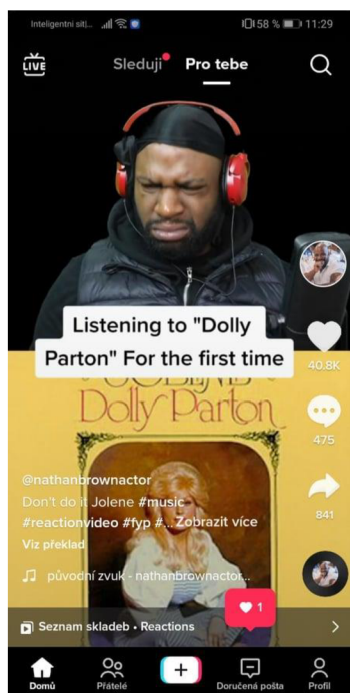 Inteligentní síť|...
58 %
11:29
LIVE
Sleduji
Pro tebe
Listening to "Dolly
Parton" For the first time
JOLENE
Dolly Parton
40.8K
475
841
@nathanbrownactor
Don't do it Jolene #music
#reactionvideo #fyp #... Zobrazit více
Viz překlad
původní zvuk - nathanbrownactor...
1
Seznam skladeb • Reactions
Domů
Přátelé
Doručená pošta
Profil